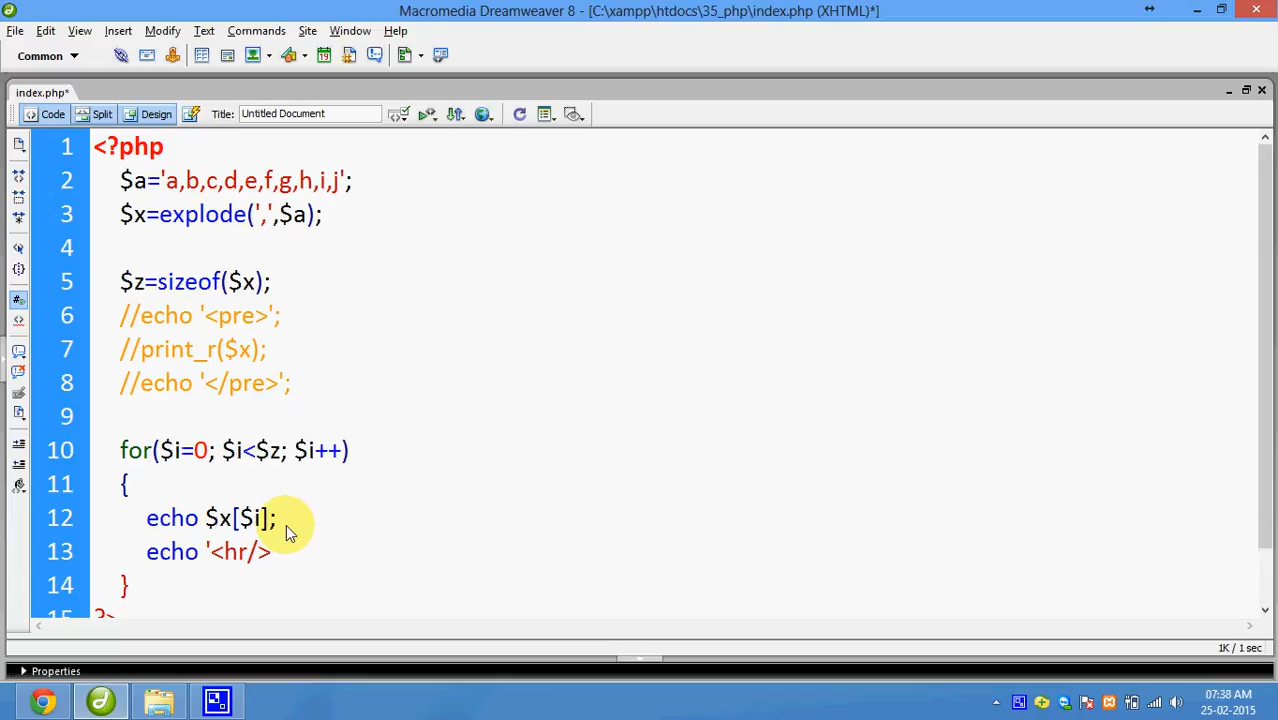 Macromedia Dreamweaver 8 - [C:\xampp\htdocs\35_php\index.php (XHTML)*]
File Edit View Insert Modify Text Commands Site Window Help
Common
index.php*
Code Split Design Title: Untitled Document
1 <?php
2 $a='a,b,c,d,e,f,g,h,i,j';
3 $x=explode(',',$a);
4
5 $z=sizeof($x);
6 //echo '<pre>';
7 //print_r($x);
8 //echo '</pre>';
9
10 for($i=0; $i<$z; $i++)
11 {
12 echo $x[$i];
13 echo '<hr/>
14 }
15 ?>
1K / 1 sec
Properties
07:38 AM
25-02-2015